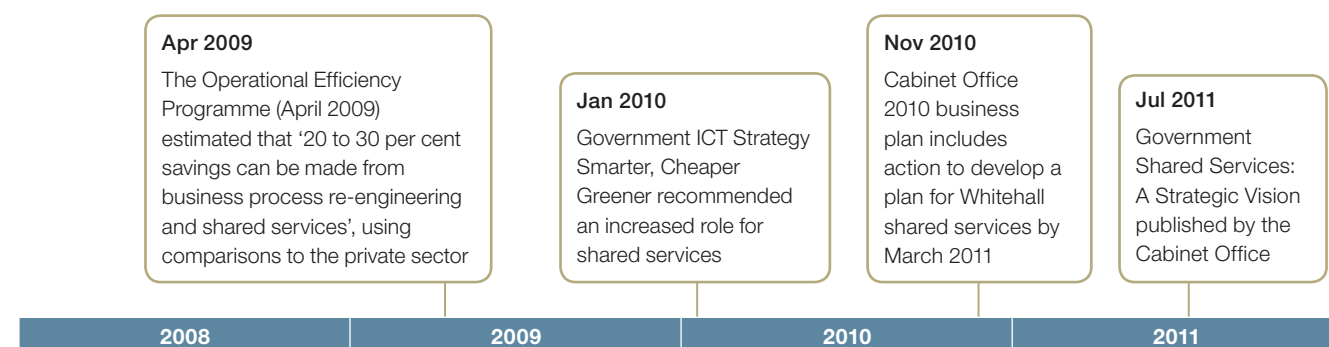 Apr 2009
The Operational Efficiency
Programme (April 2009)
estimated that ‘20 to 30 per cent
savings can be made from
business process re-engineering
and shared services’, using
comparisons to the private sector
Jan 2010
Government ICT Strategy
Smarter, Cheaper
Greener recommended
an increased role for
shared services
Nov 2010
Cabinet Office
2010 business
plan includes
action to develop a
plan for Whitehall
shared services by
March 2011
Jul 2011
Government
Shared Services:
A Strategic Vision
published by the
Cabinet Office
2008
2009
2010
2011